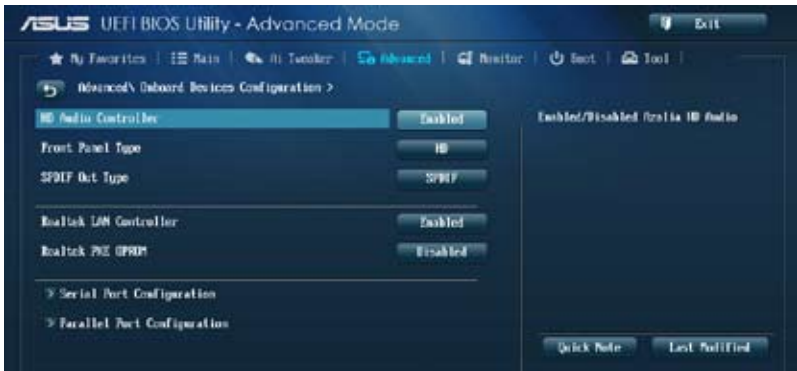 ASUS UEFI BIOS Utility - Advanced Mode
Exit
My Favorites | Main | Ai Tweaker | Advanced | Monitor | Boot | Tool
Advanced\ Onboard Devices Configuration >
HD Audio Controller Enabled
Enabled/Disabled Azalia HD Audio
Front Panel Type HD
SPDIF Out Type SPDIF
Realtek LAN Controller Enabled
Realtek PXE OPROM Disabled
> Serial Port Configuration
> Parallel Port Configuration
Quick Note
Last Modified